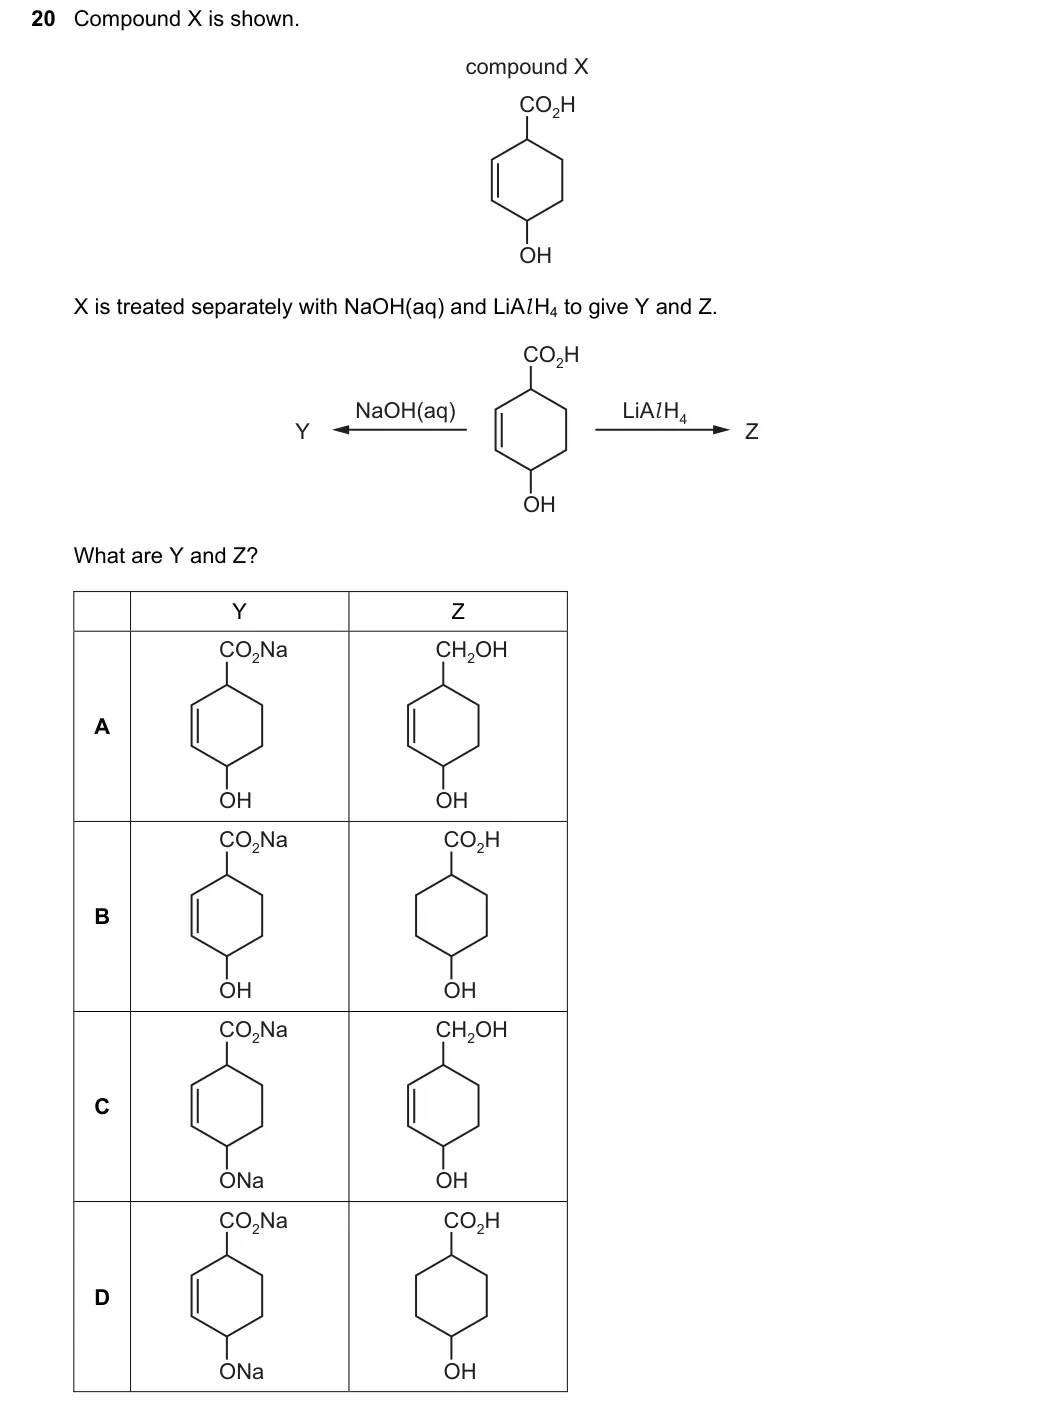 20 Compound X is shown.
compound X
CO₂H
OH
X is treated separately with NaOH(aq) and LiAlH₄ to give Y and Z.
CO₂H
Y NaOH(aq) LiAlH₄ Z
OH
What are Y and Z?
Y Z
CO₂Na CH₂OH
A
OH OH
CO₂Na CO₂H
B
OH OH
CO₂Na CH₂OH
C
ONa OH
CO₂Na CO₂H
D
ONa OH